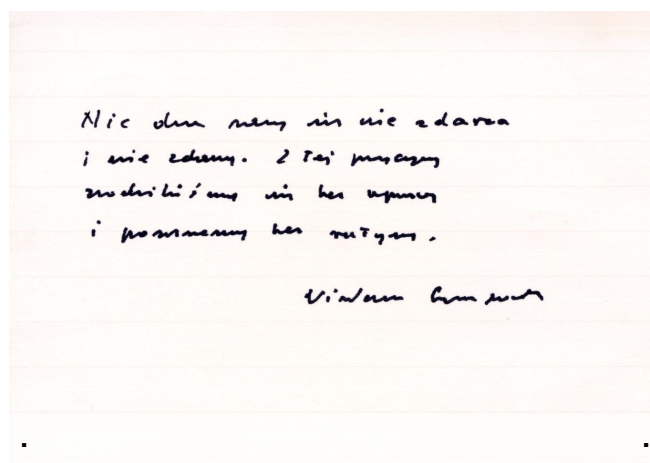 Nic dwa razy się nie zdarza
i nie zdarzy. Z tej przyczyny
zrodziliśmy się bez wprawy
i pomrzemy bez rutyny.
Wisława Szymborska